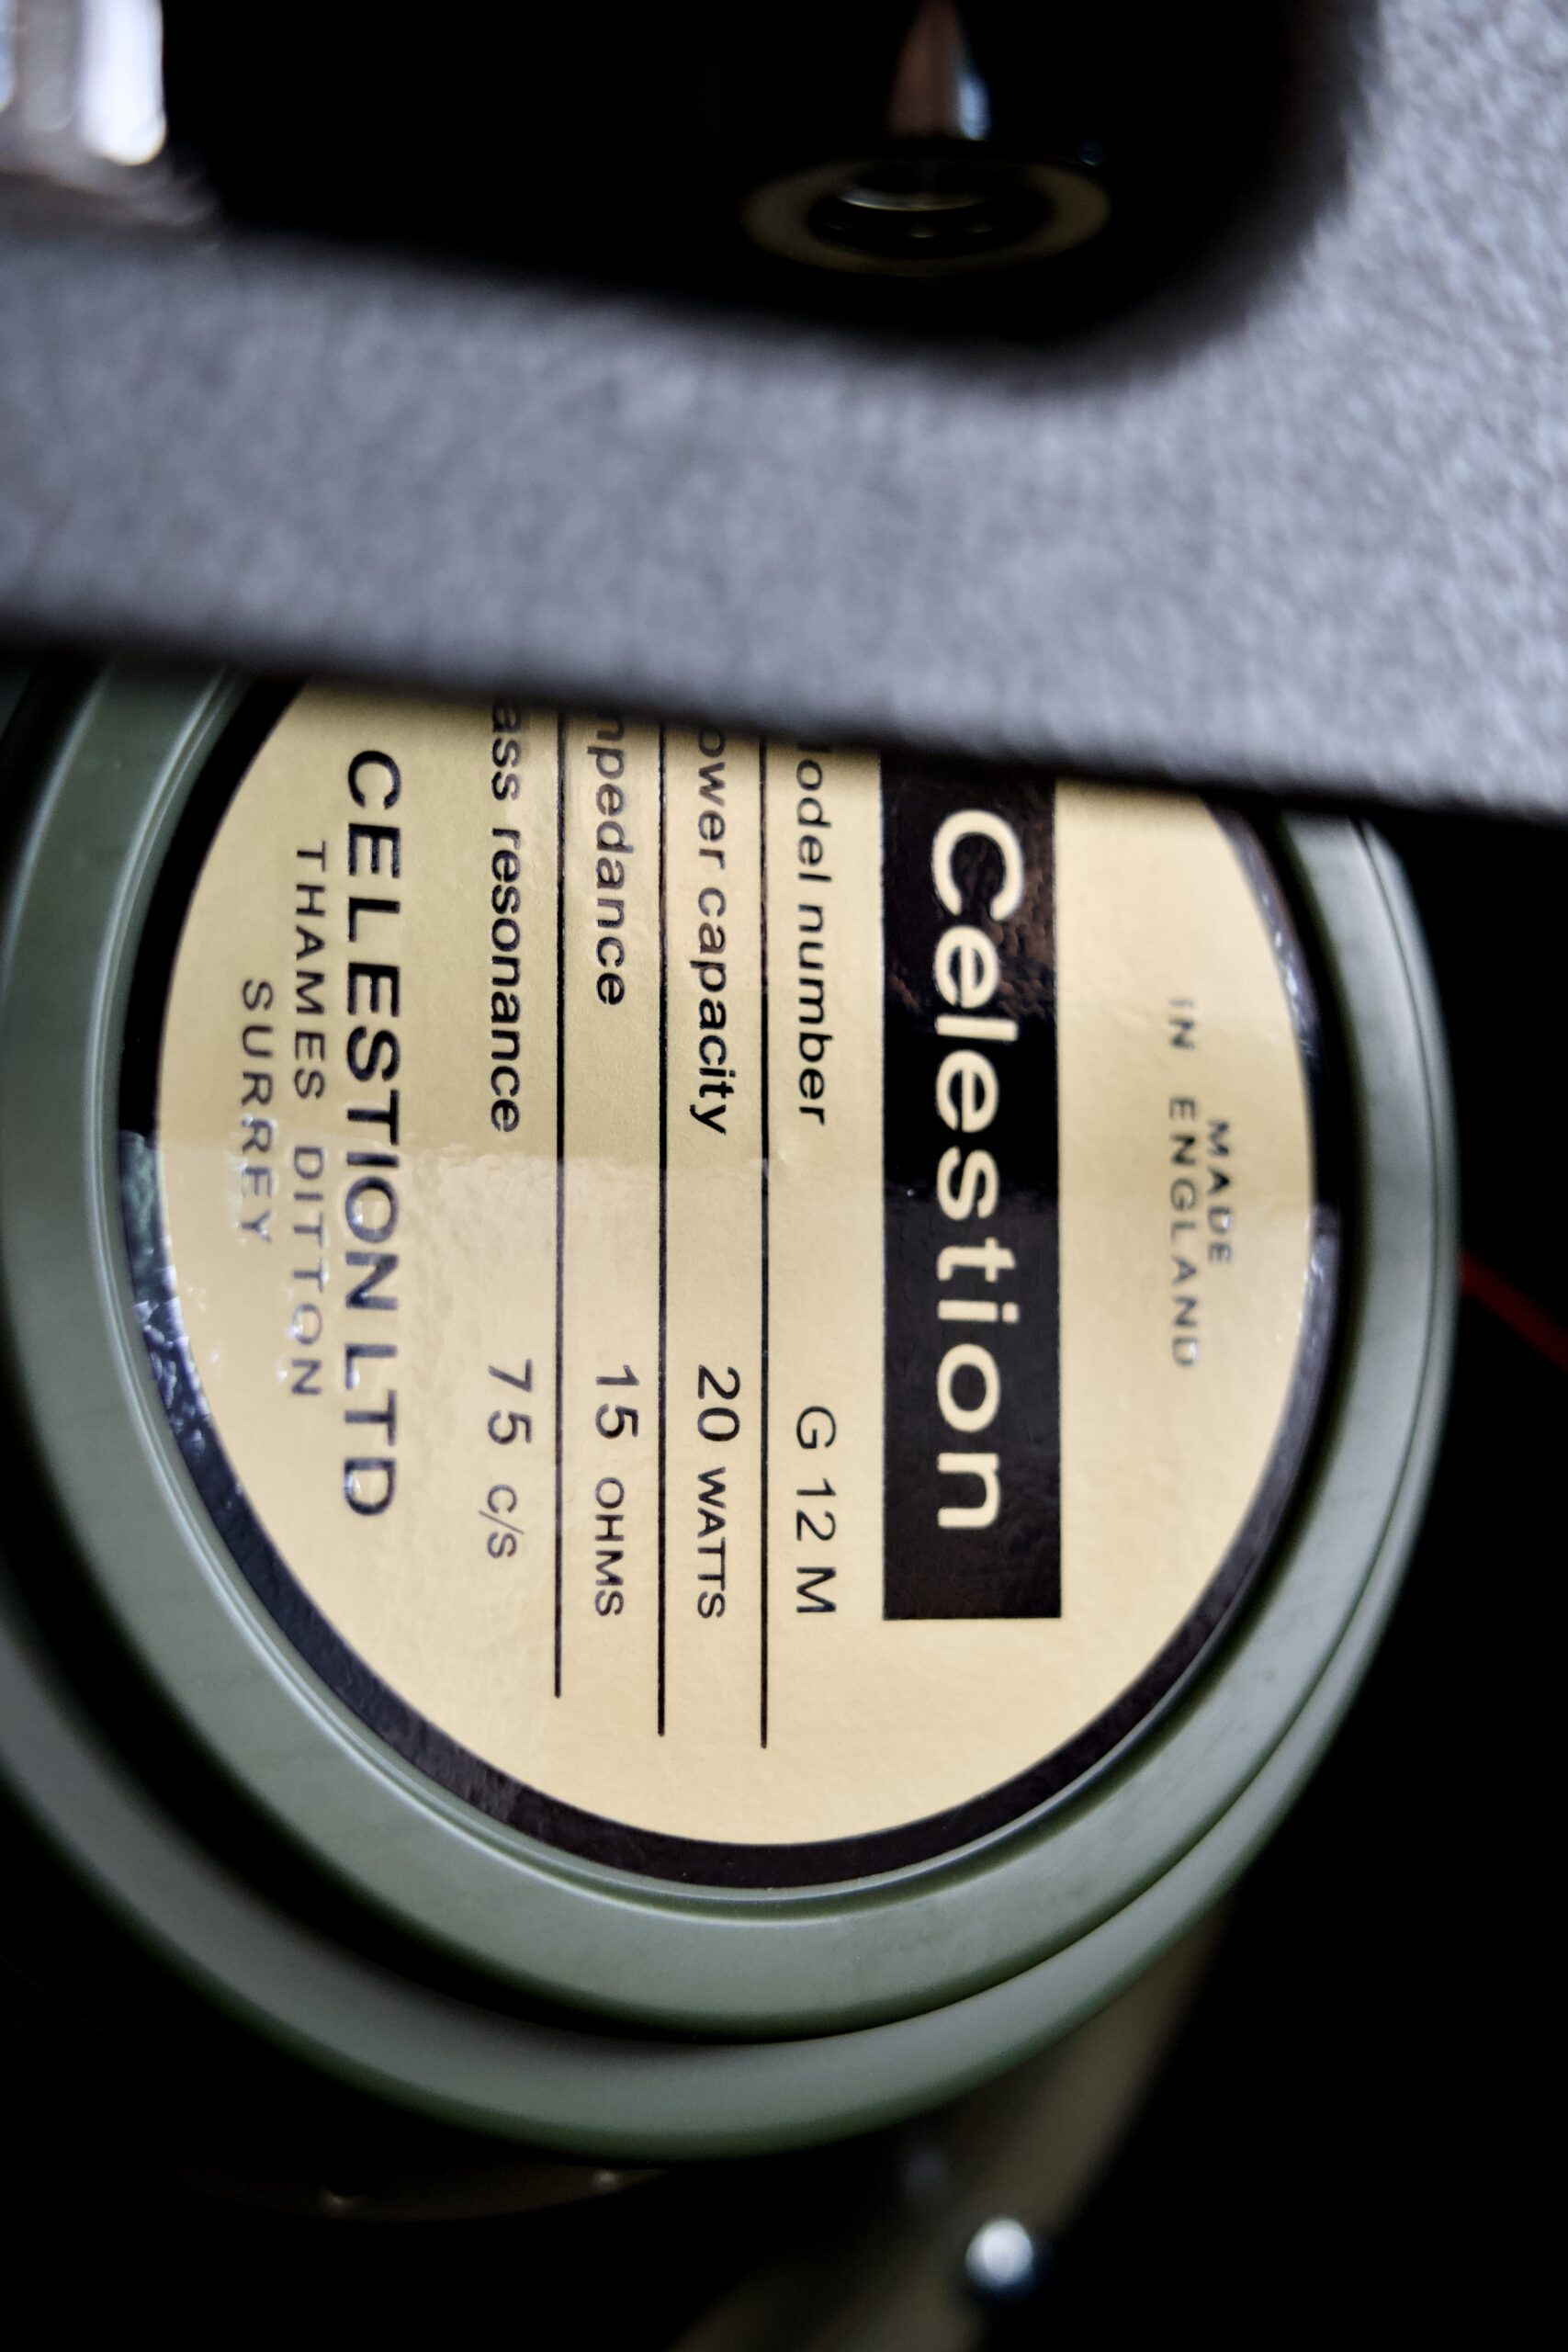 MADE
IN ENGLAND
Celestion
odel number G 12 M
ower capacity 20 WATTS
mpedance 15 OHMS
ass resonance 75 c/s
CELESTION LTD
THAMES DITTON
SURREY